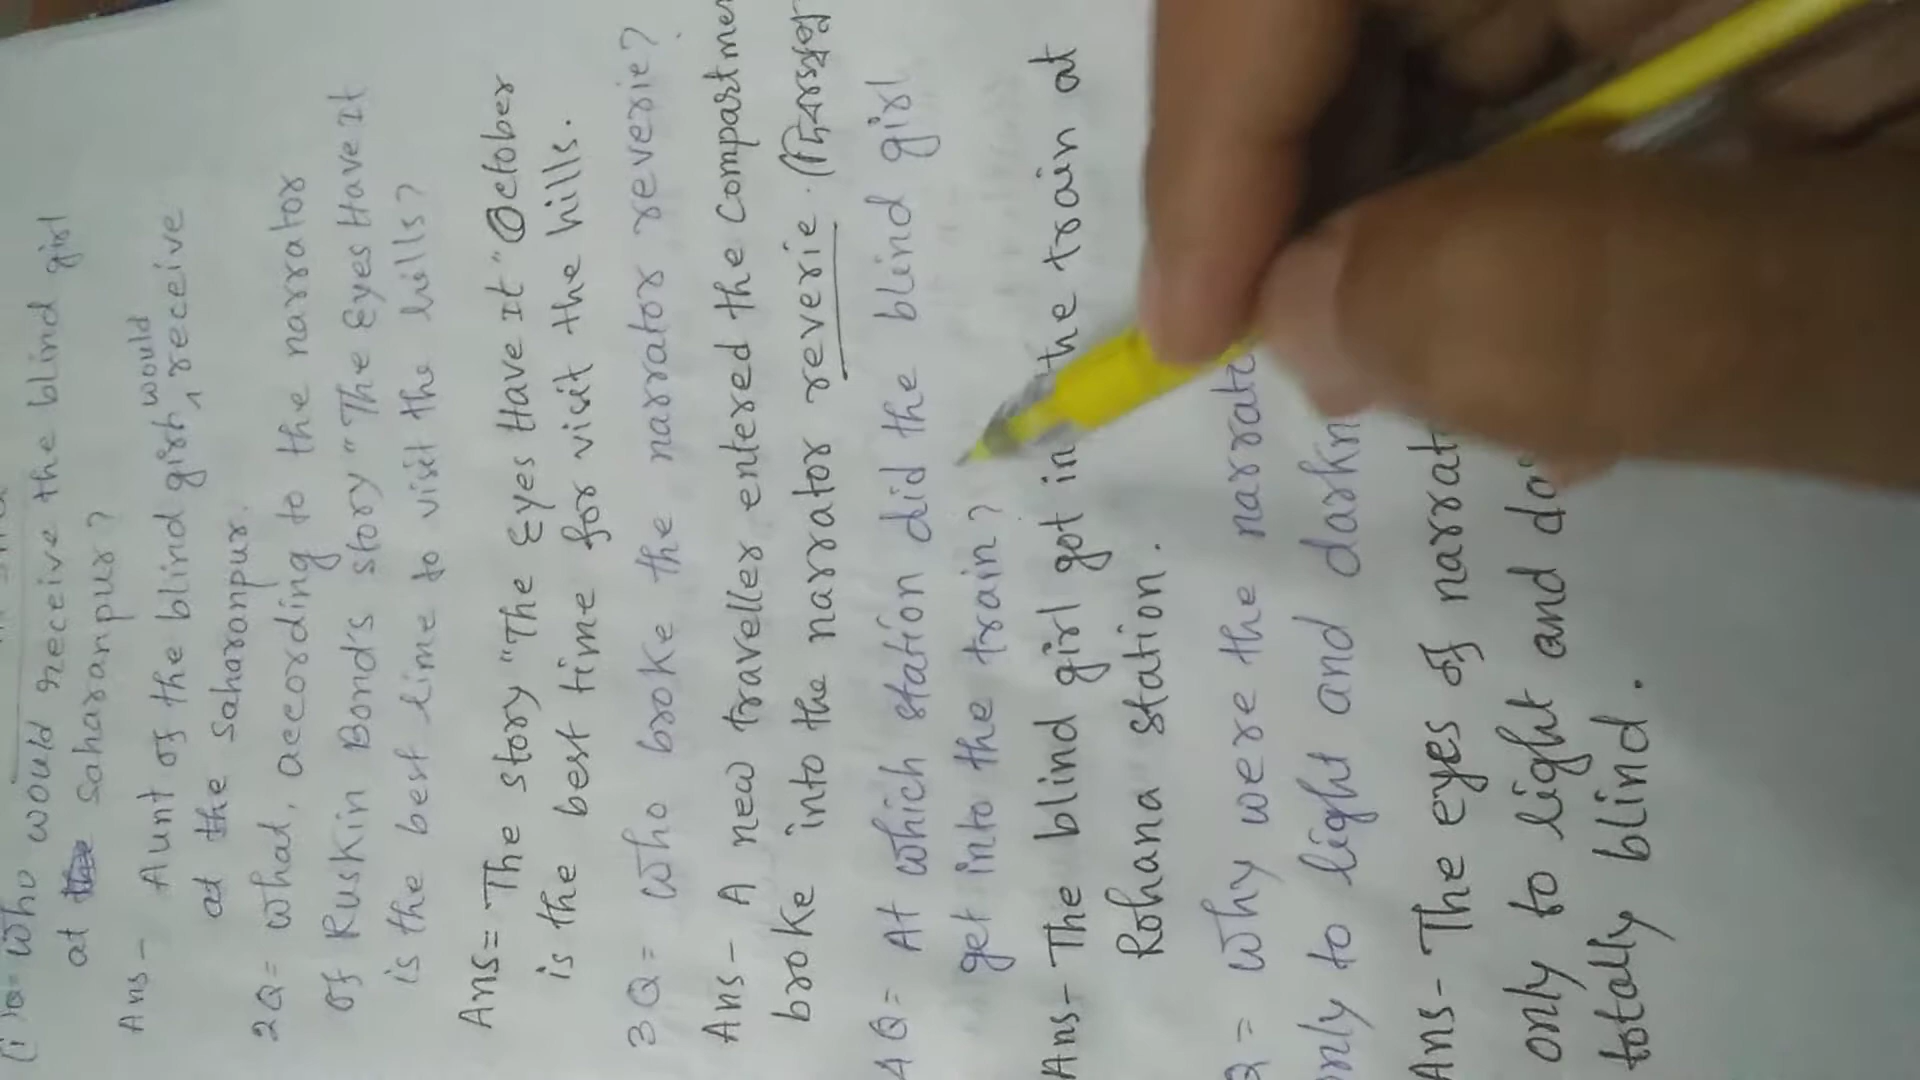 1Q= Who would receive the blind girl
at the Saharanpur?
Ans- Aunt of the blind girl would receive
at the Saharonpur.
2Q= What, according to the narrator
of Ruskin Bond's story "The Eyes Have It
is the best time to visit the hills?
Ans= The story "The Eyes Have It" October
is the best time for visit the hills.
3Q= Who broke the narrator reverie?
Ans- A new traveller entered the compartme
broke into the narrator reverie.
4Q= At which station did the blind girl
get into the train?
Ans- The blind girl got in the train at
Rohana station.
Q= Why were the narrat
only to light and darkn
Ans- The eyes of narrat
only to light and da
totally blind.